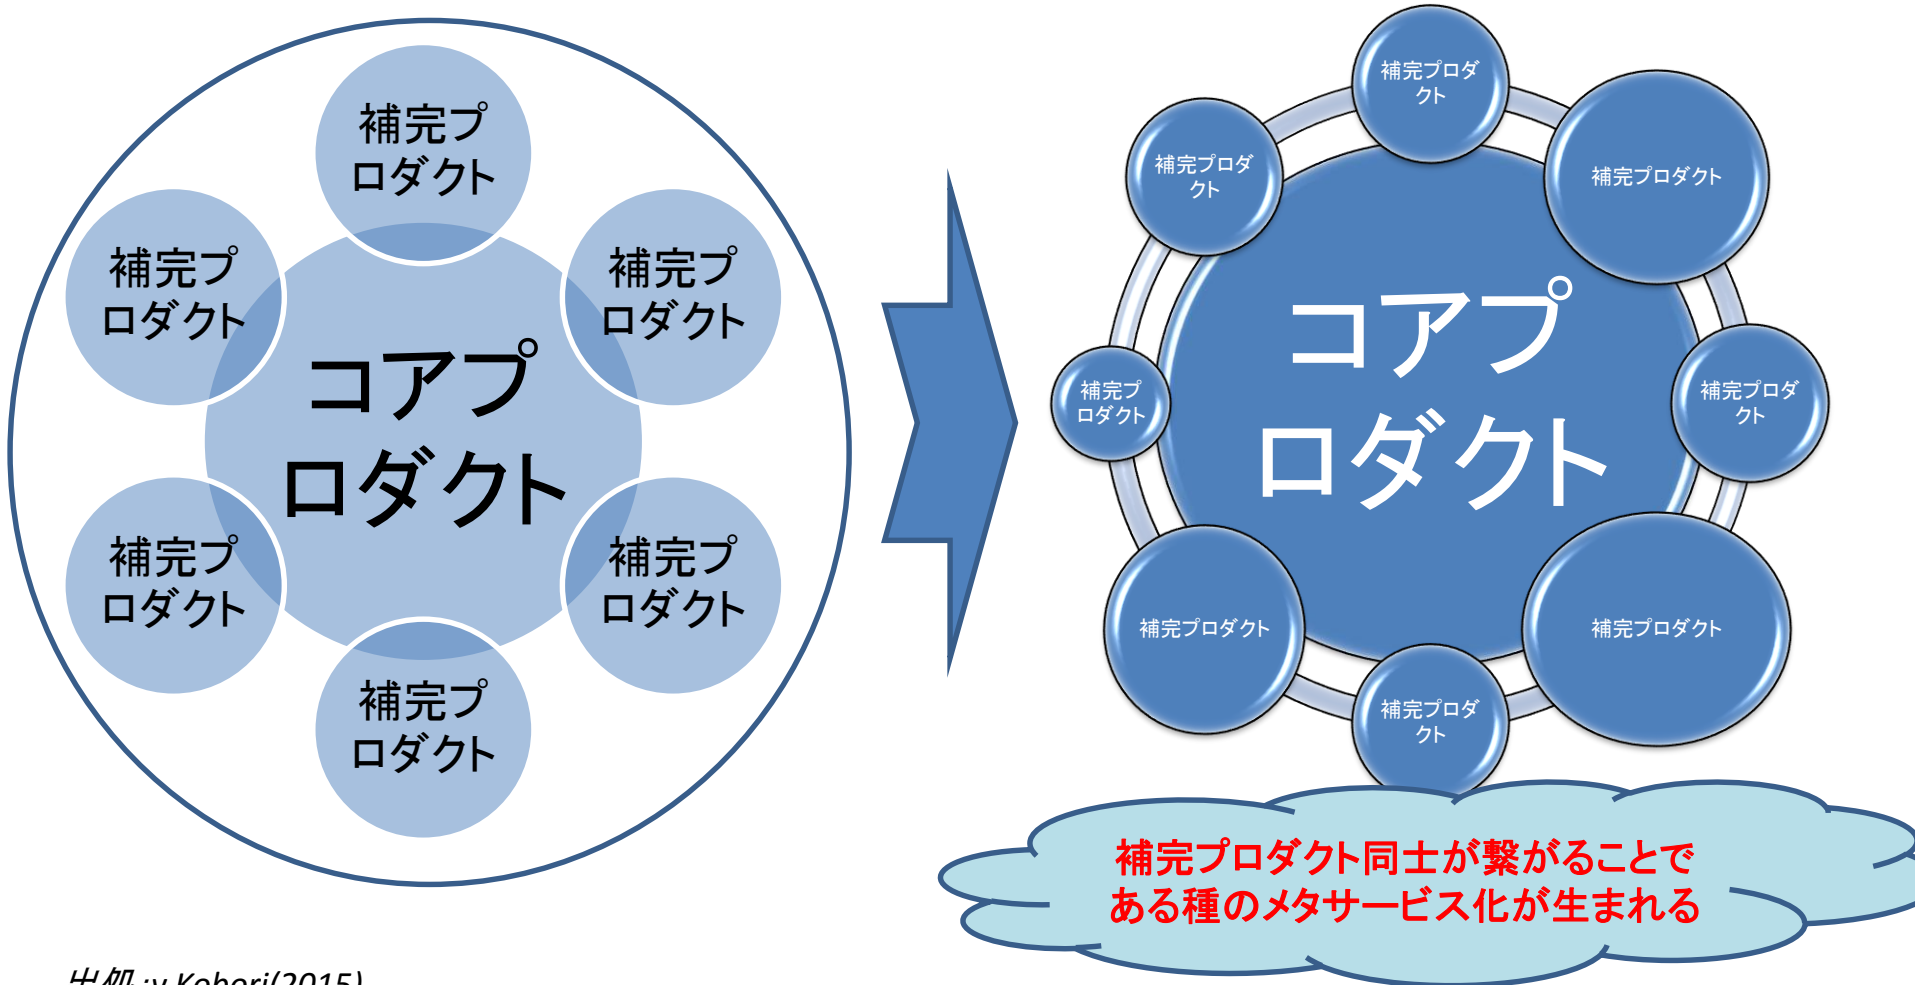 補完プ
ロダクト
補完プ
ロダクト
補完プ
ロダクト
コアプ
ロダクト
補完プ
ロダクト
補完プ
ロダクト
補完プ
ロダクト
補完プロダ
クト
補完プロダ
クト
補完プロダクト
コアプ
ロダクト
補完プ
ロダクト
補完プロダ
クト
補完プロダクト
補完プロダクト
補完プロダ
クト
補完プロダクト同士が繋がることで
ある種のメタサービス化が生まれる
出処:y.Kobori(2015)